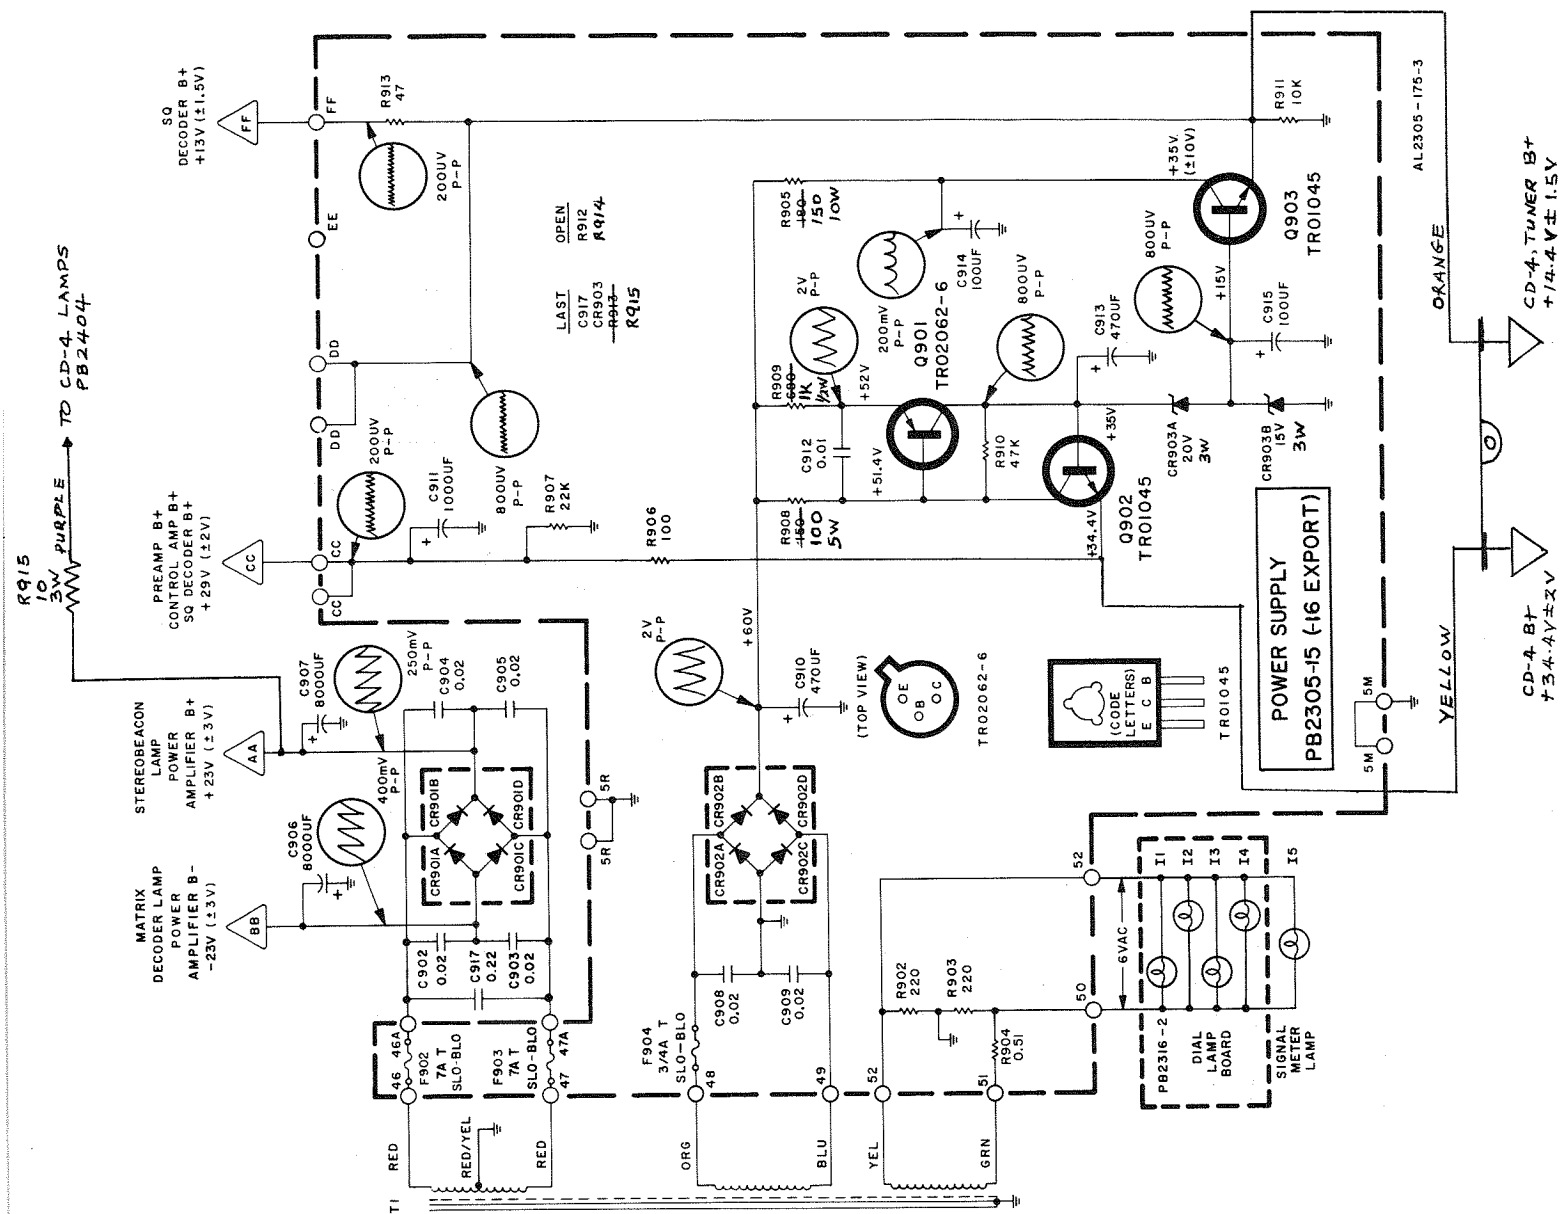 R915
10
3W
PURPLE
TO CD-4 LAMPS
PB2404
SQ
DECODER B+
+13V (±1.5V)
FF
FF
EE
DD
DD
CC
CC
PREAMP B+
CONTROL AMP B+
SQ DECODER B+
+29V (±2V)
CC
STEREOBEACON
LAMP
POWER
AMPLIFIER B+
+23V (±3V)
AA
MATRIX
DECODER LAMP
POWER
AMPLIFIER B-
-23V (±3V)
BB
R913
47
200UV
P-P
OPEN
R912
R914
LAST
C917
CR903
R913
R915
200UV
P-P
C911
1000UF
800UV
P-P
R907
22K
R906
100
C907
8000UF
250mV
P-P
C904
0.02
C905
0.02
C906
8000UF
400mV
P-P
CR901A
CR901B
CR901C
CR901D
C902
0.02
C917
0.22
C903
0.02
5R
5R
46
46A
F902
7A T
SLO-BLO
F903
7A T
SLO-BLO
47
47A
RED
RED/YEL
RED
T1
ORG
BLU
YEL
GRN
F904
3/4A T
SLO-BLO
48
49
52
51
C908
0.02
C909
0.02
CR902A
CR902B
CR902C
CR902D
2V
P-P
+60V
C910
470UF
R905
180
150
10W
R909
680
1K
1/2W
2V
P-P
+52V
200mV
P-P
C914
100UF
Q901
TR02062-6
C912
0.01
+51.4V
R908
150
100
5W
R910
47K
800UV
P-P
C913
470UF
+35V
+34.4V
Q902
TR01045
+35V
(±10V)
Q903
TR01045
R911
10K
800UV
P-P
+15V
C915
100UF
CR903A
20V
3W
CR903B
15V
3W
(TOP VIEW)
E
B
C
TR02062-6
(CODE
LETTERS)
E C B
TR01045
POWER SUPPLY
PB2305-15 (-16 EXPORT)
5M
5M
R902
220
R903
220
R904
0.51
52
50
6VAC
PB2316-2
DIAL
LAMP
BOARD
I1
I2
I3
I4
I5
SIGNAL
METER
LAMP
AL2305-175-3
ORANGE
YELLOW
CD-4, TUNER B+
+14.4V±1.5V
CD-4 B+
+34.4V±2V